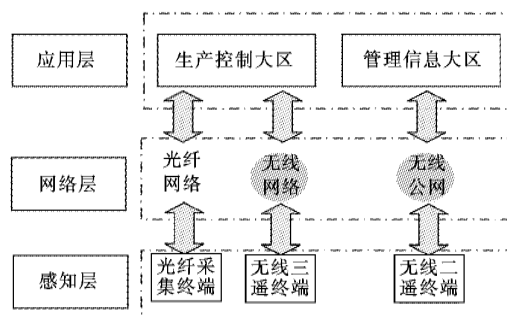 应用层
生产控制大区
管理信息大区
网络层
光纤
网络
无线
网络
无线
公网
感知层
光纤采
集终端
无线三
遥终端
无线二
遥终端